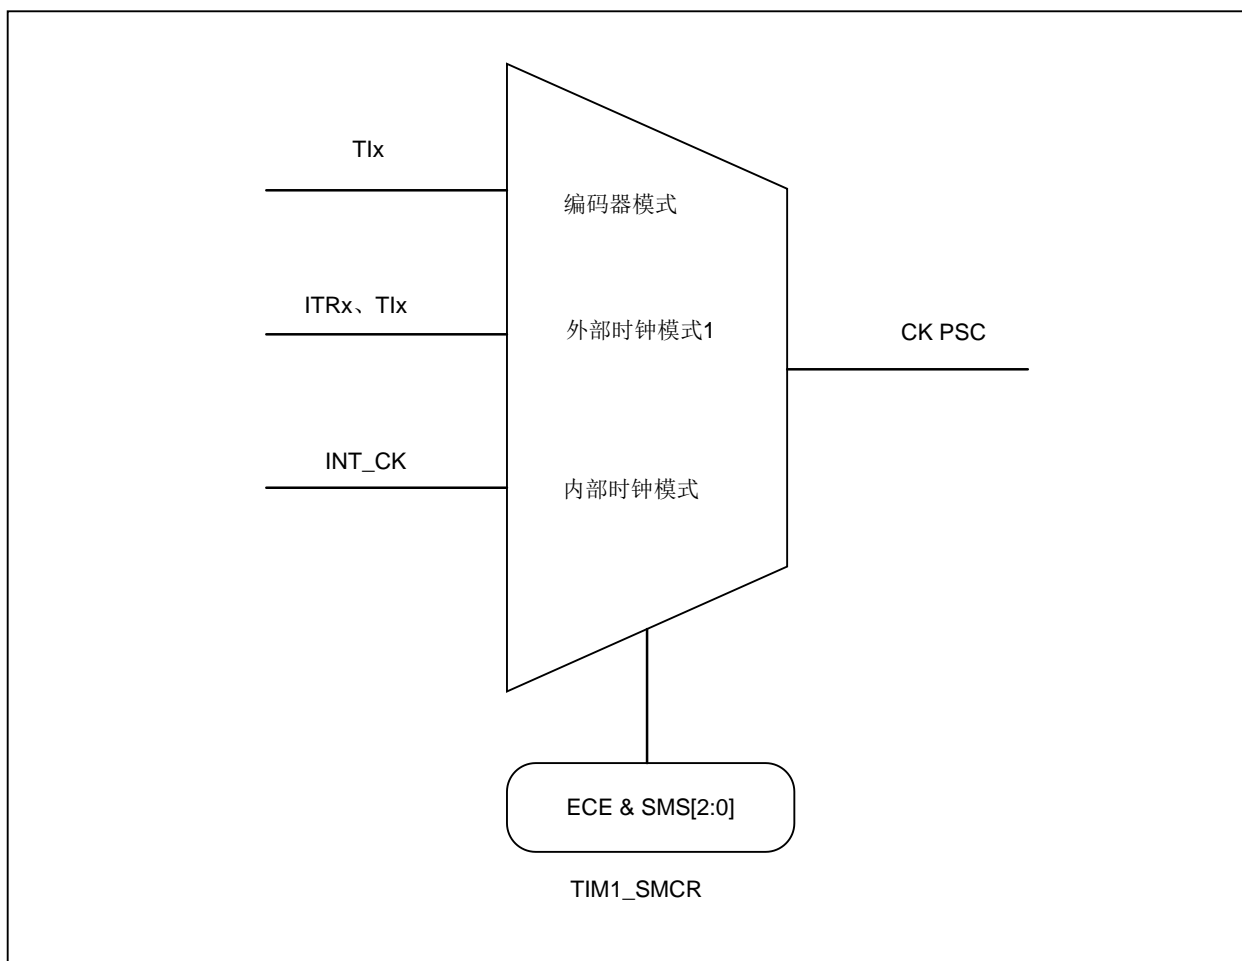 TIx
编码器模式
ITRx、TIx
外部时钟模式1
CK PSC
INT_CK
内部时钟模式
ECE & SMS[2:0]
TIM1_SMCR